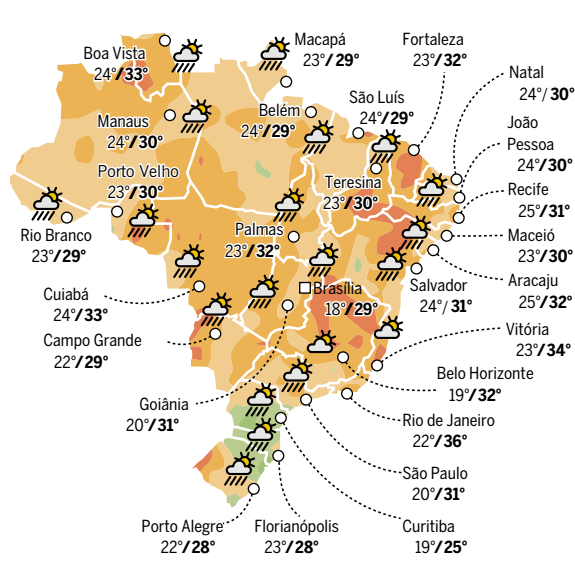 Boa Vista
24°/33°
Macapá
23°/29°
Fortaleza
23°/32°
Natal
24°/30°
São Luís
24°/29°
Belém
24°/29°
Manaus
24°/30°
João
Pessoa
24°/30°
Porto Velho
23°/30°
Teresina
23°/30°
Recife
25°/31°
Rio Branco
23°/29°
Palmas
23°/32°
Maceió
23°/30°
Cuiabá
24°/33°
Brasília
18°/29°
Salvador
24°/31°
Aracaju
25°/32°
Campo Grande
22°/29°
Vitória
23°/34°
Belo Horizonte
19°/32°
Goiânia
20°/31°
Rio de Janeiro
22°/36°
São Paulo
20°/31°
Porto Alegre
22°/28°
Florianópolis
23°/28°
Curitiba
19°/25°